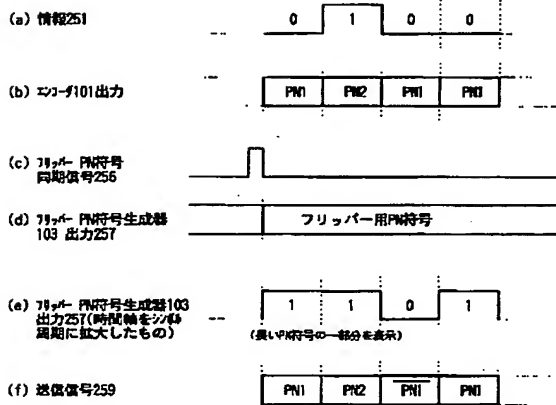 (a) 情報251
0 1 0 0
(b) エンコーダ101出力
PN1 PN2 PN1 PN1
(c) フリッパー PN符号
同期信号256
(d) フリッパー PN符号生成器
103 出力257
フリッパー用PN符号
(e) フリッパー PN符号生成器103
出力257(時間軸をシンボル
周期に拡大したもの)
1 1 0 1
(長いPN符号の一部分を表示)
(f) 送信信号259
PN1 PN2 PN1 PN1